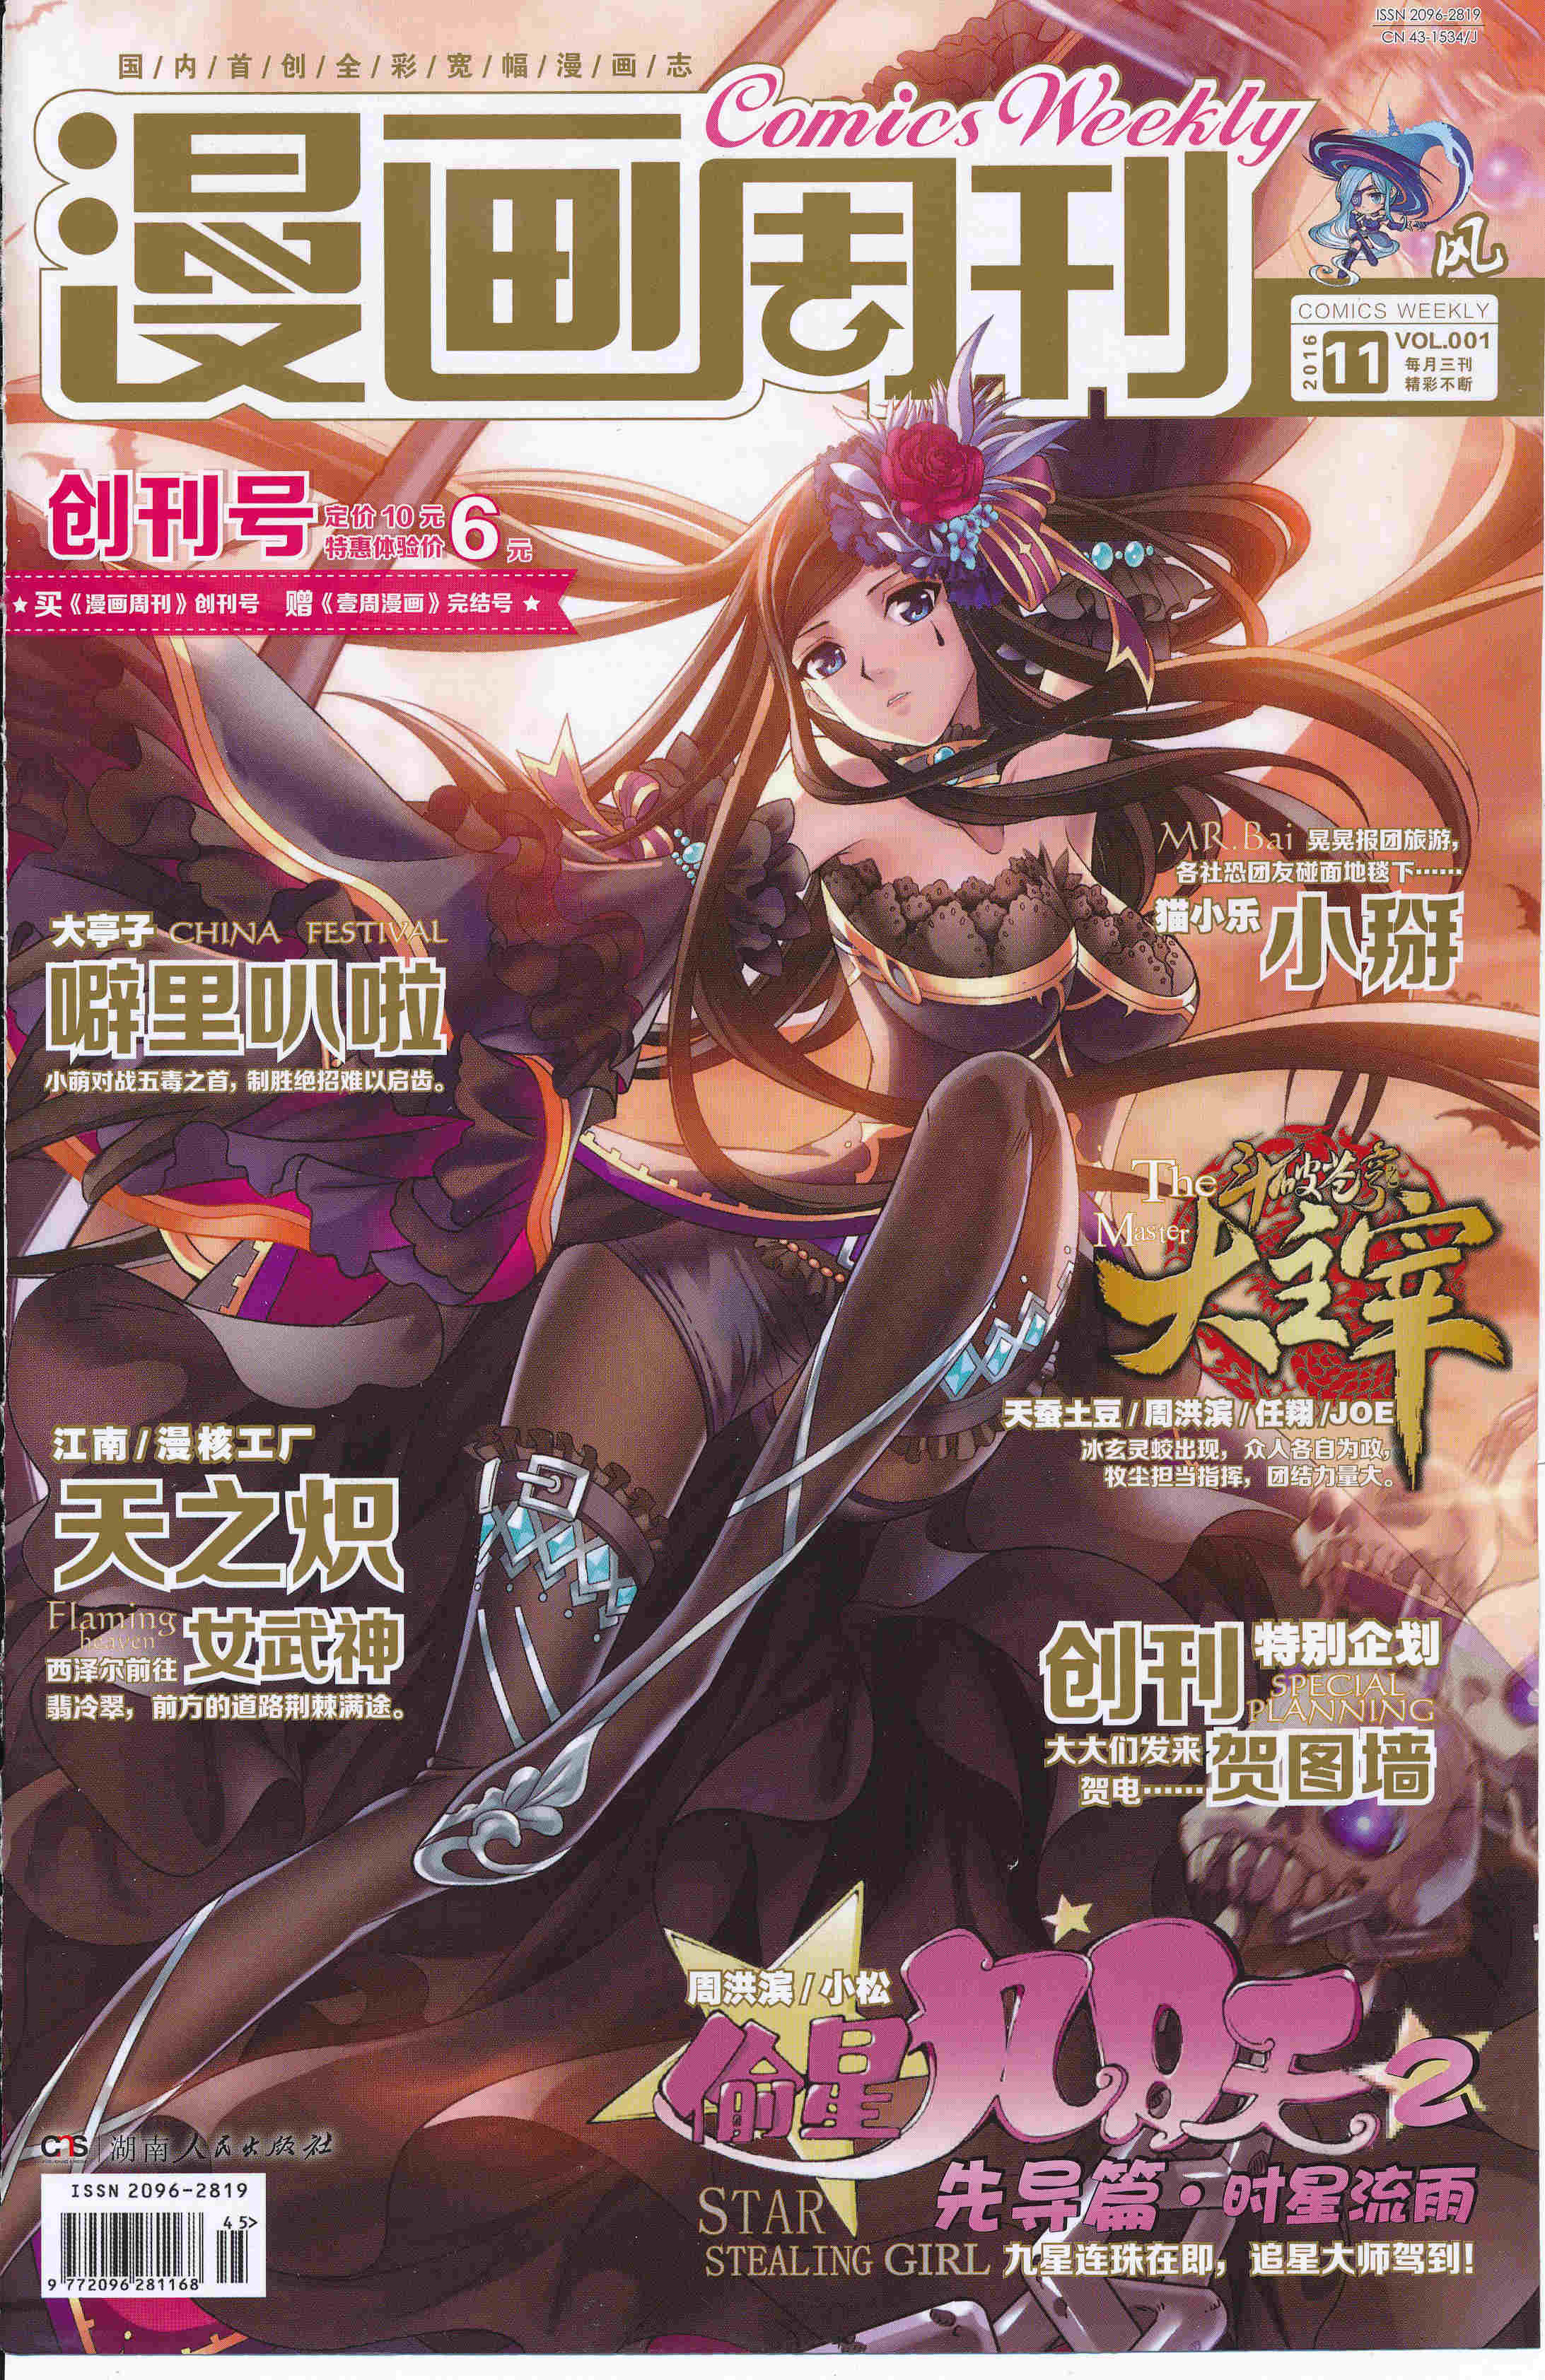 ISSN 2096-2819
CN 43-1534/J
国/内/首/创/全/彩/宽/幅/漫/画/志
Comics Weekly
漫画周刊
风
COMICS WEEKLY
2016 11 VOL.001
每月三刊
精彩不断
创刊号
定价10元
特惠体验价6元
★买《漫画周刊》创刊号 赠《壹周漫画》完结号★
MR.Bai 晃晃报团旅游,
各社恐团友碰面地毯下……
猫小乐 小掰
大亭子 CHINA FESTIVAL
噼里叭啦
小萌对战五毒之首，制胜绝招难以启齿。
The Master
斗破苍穹
大主宰
天蚕土豆/周洪滨/任翔/JOE
冰玄灵蛟出现，众人各自为政,
牧尘担当指挥，团结力量大。
江南/漫核工厂
天之炽
Flaming heaven
女武神
西泽尔前往
翡冷翠，前方的道路荆棘满途。
创刊 特别企划
SPECIAL PLANNING
大大们发来
贺电……贺图墙
周洪滨/小松
偷星九月天2
先导篇·时星流雨
STAR
STEALING GIRL 九星连珠在即，追星大师驾到!
CNS 湖南人民出版社
ISSN 2096-2819
45>
9 772096 281168